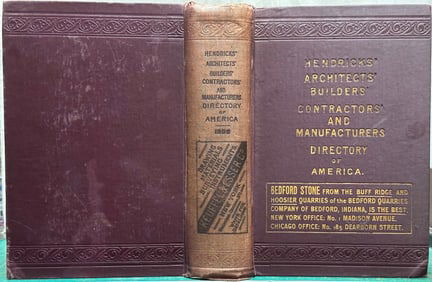 HENDRICKS'
ARCHITECTS'
BUILDERS'
CONTRACTORS'
AND
MANUFACTURERS
DIRECTORY
OF
AMERICA
HENDRICKS'
ARCHITECTS'
BUILDERS'
CONTRACTORS'
AND
MANUFACTURERS
DIRECTORY
OF
AMERICA.
BEDFORD STONE FROM THE BUFF RIDGE AND
HOOSIER QUARRIES OF THE BEDFORD QUARRIES
COMPANY OF BEDFORD, INDIANA, IS THE BEST.
NEW YORK OFFICE: No. 1 MADISON AVENUE.
CHICAGO OFFICE: No. 185 DEARBORN STREET.